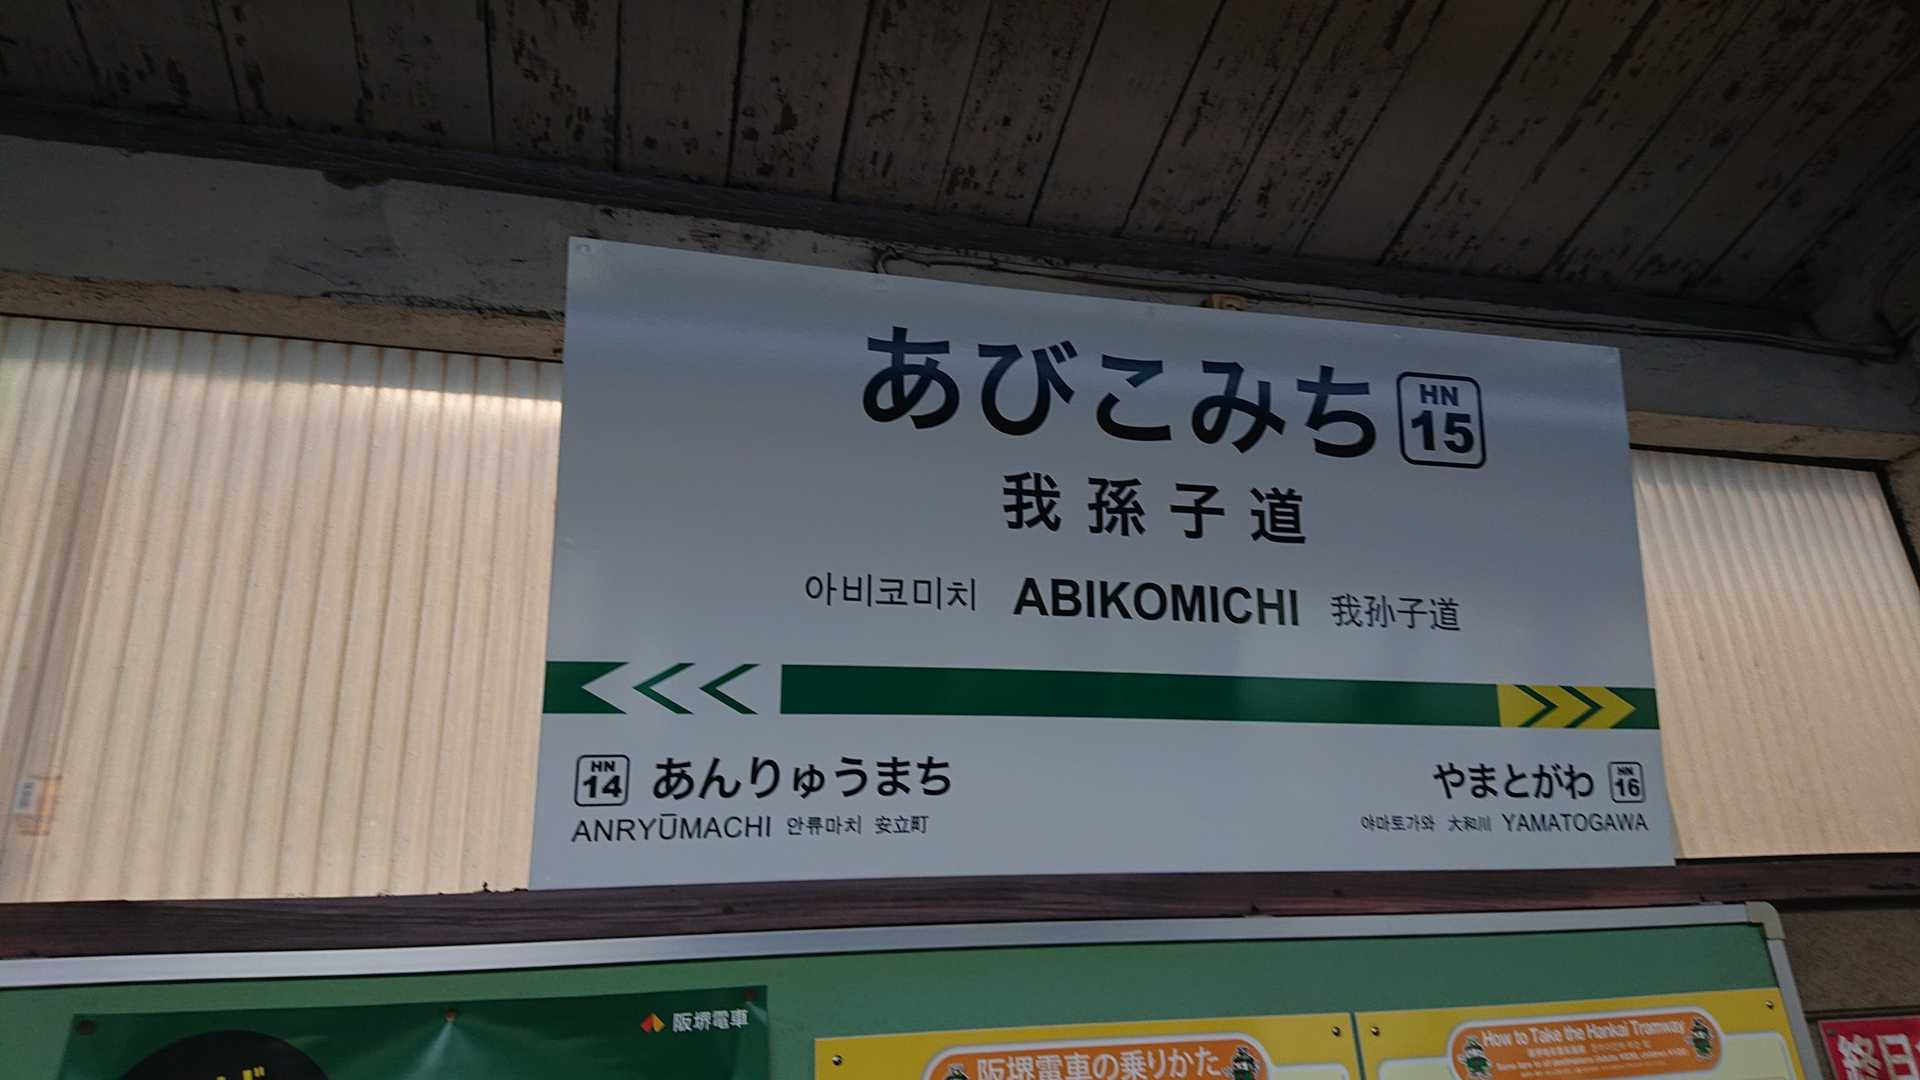 あびこみち HN 15
我孫子道
아비코미치 ABIKOMICHI 我孙子道
HN 14 あんりゅうまち
やまとがわ HN 16
ANRYŪMACHI 안류마치 安立町
야마토가와 大和川 YAMATOGAWA
阪堺電車
阪堺電車の乗りかた
How to Take the Hankai Tramway
終日